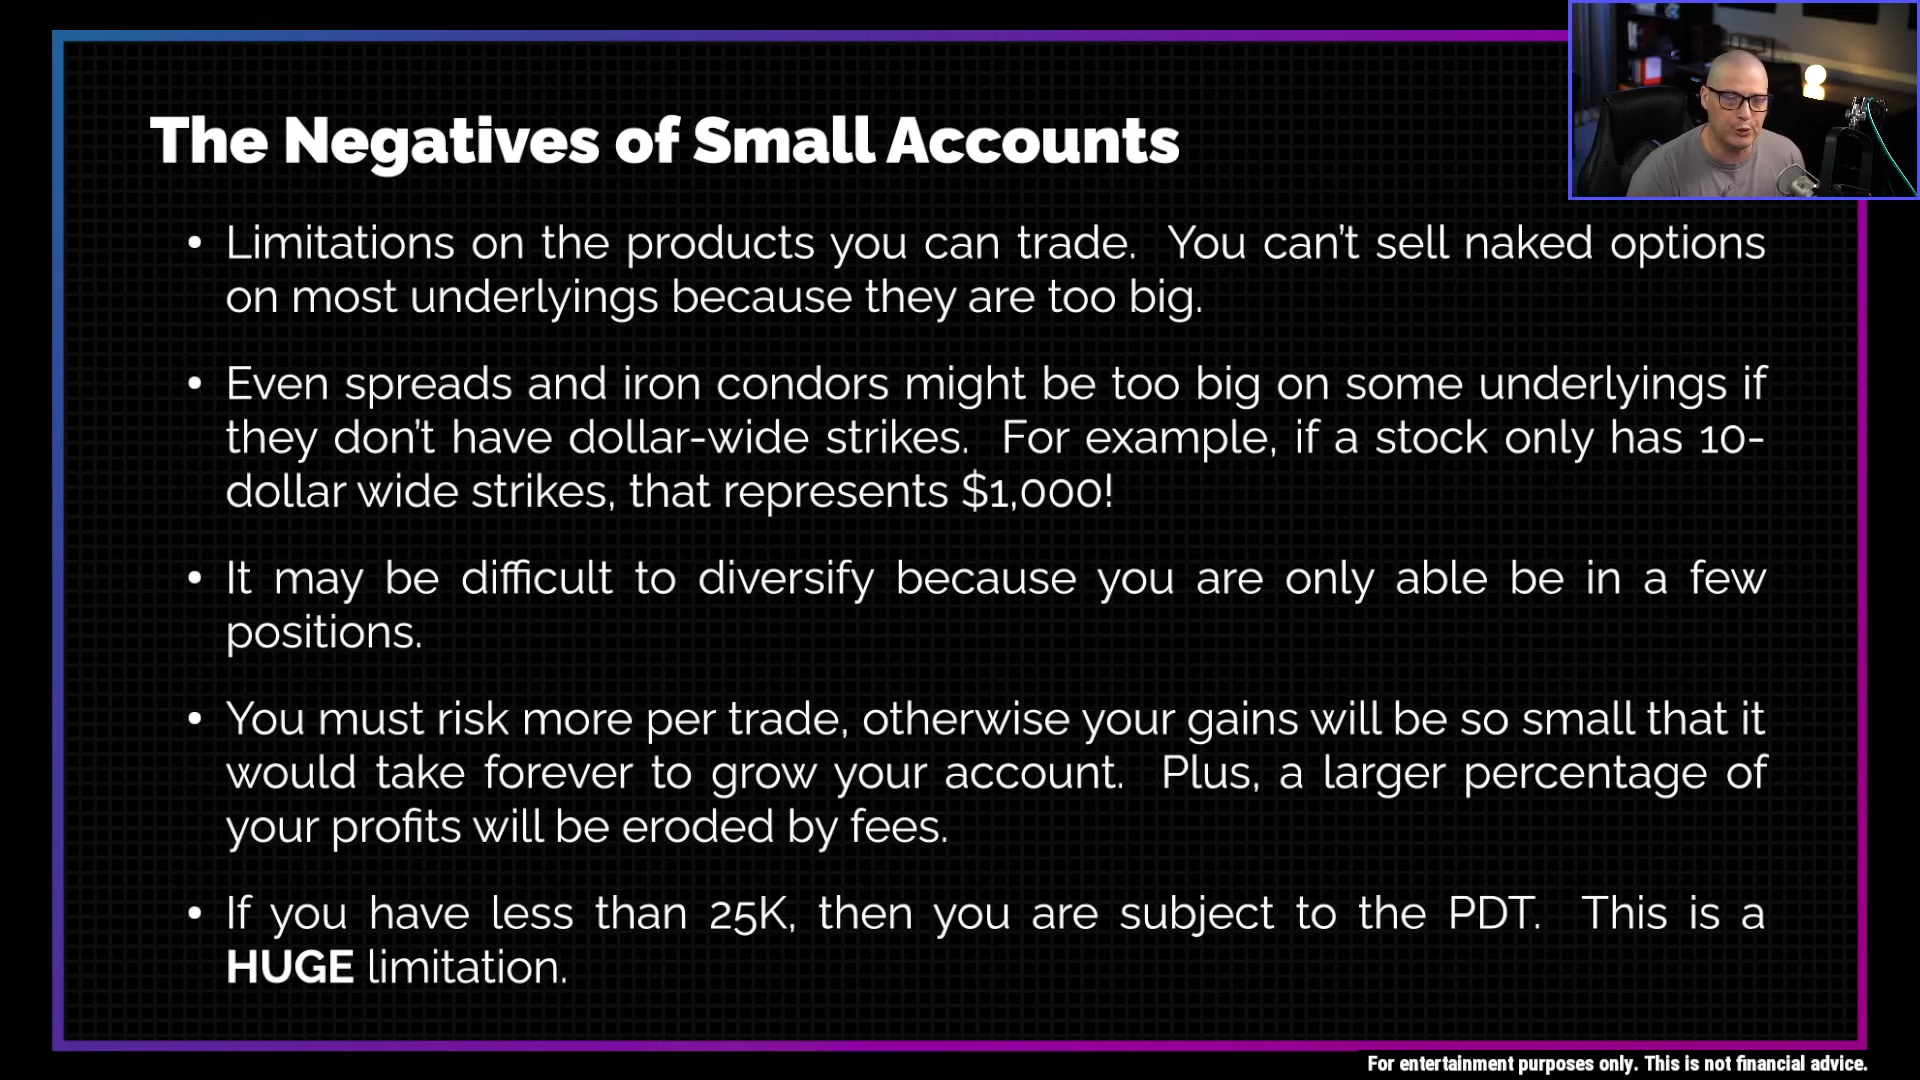 The Negatives of Small Accounts
• Limitations on the products you can trade.  You can't sell naked options
on most underlyings because they are too big.
• Even spreads and iron condors might be too big on some underlyings if
they don't have dollar-wide strikes.  For example, if a stock only has 10-
dollar wide strikes, that represents $1,000!
• It may be difficult to diversify because you are only able be in a few
positions.
• You must risk more per trade, otherwise your gains will be so small that it
would take forever to grow your account.  Plus, a larger percentage of
your profits will be eroded by fees.
• If you have less than 25K, then you are subject to the PDT.  This is a
HUGE limitation.
For entertainment purposes only. This is not financial advice.